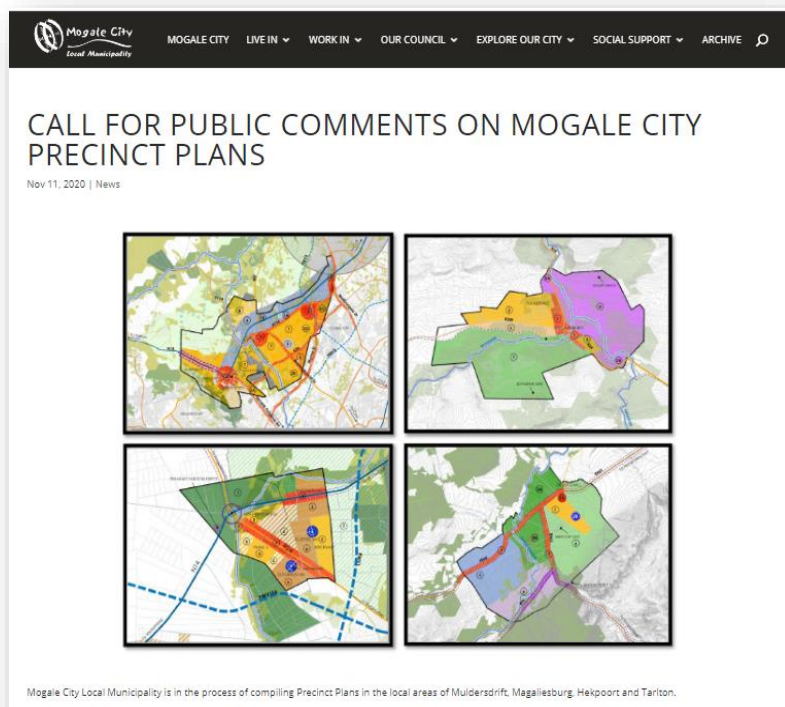 Mogale City
Local Municipality
MOGALE CITY LIVE IN WORK IN OUR COUNCIL EXPLORE OUR CITY SOCIAL SUPPORT ARCHIVE
CALL FOR PUBLIC COMMENTS ON MOGALE CITY
PRECINCT PLANS
Nov 11, 2020 | News
Mogale City Local Municipality is in the process of compiling Precinct Plans in the local areas of Muldersdrift, Magaliesburg, Hekpoort and Tarlton.